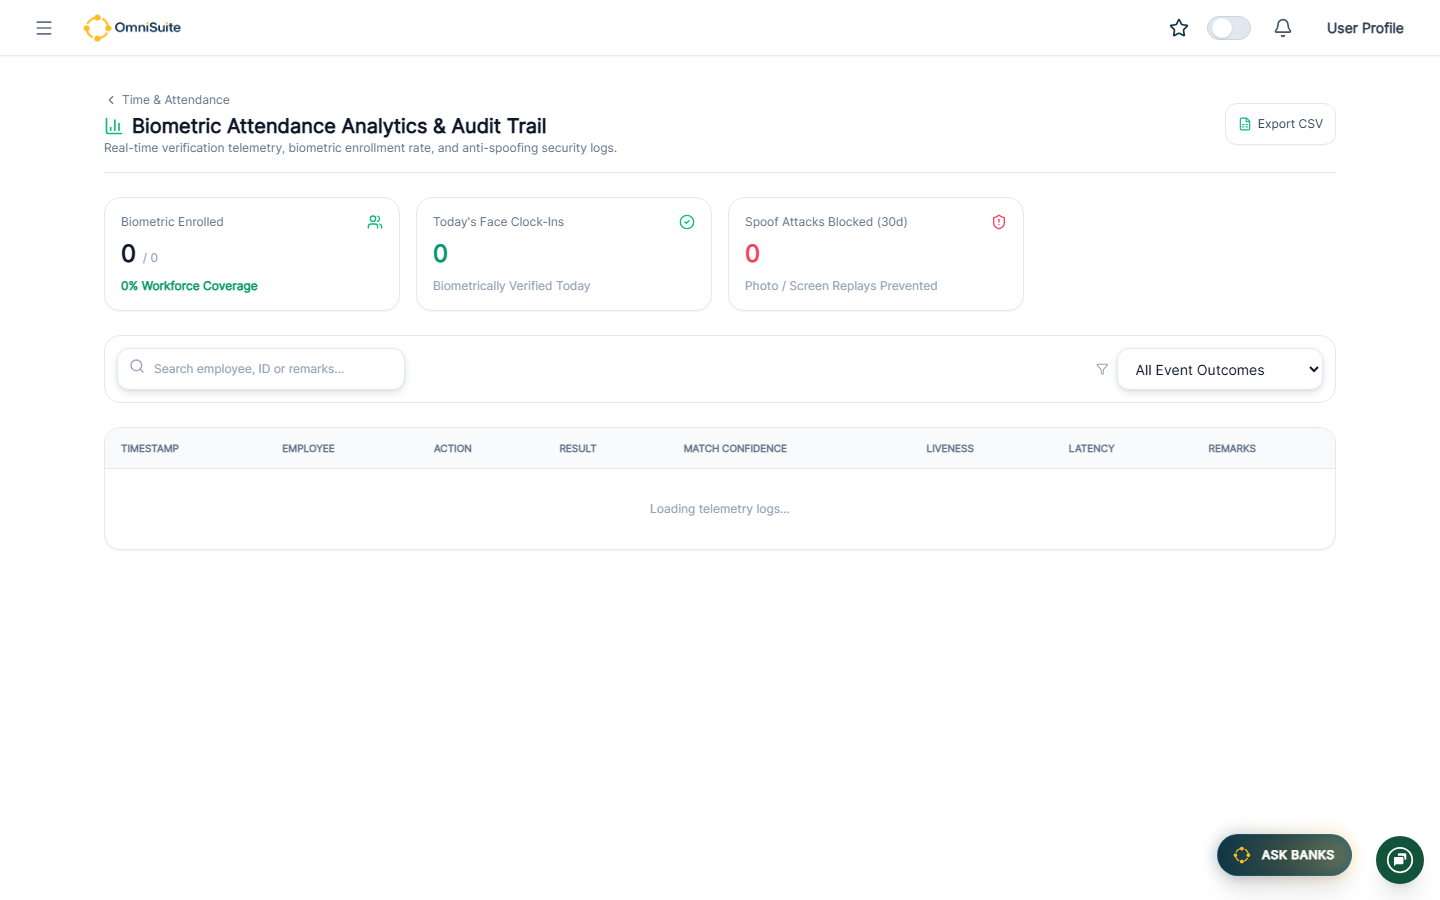 OmniSuite
User Profile
Time & Attendance
Biometric Attendance Analytics & Audit Trail
Real-time verification telemetry, biometric enrollment rate, and anti-spoofing security logs.
Export CSV
Biometric Enrolled
0 / 0
0% Workforce Coverage
Today's Face Clock-Ins
0
Biometrically Verified Today
Spoof Attacks Blocked (30d)
0
Photo / Screen Replays Prevented
Search employee, ID or remarks...
All Event Outcomes
TIMESTAMP EMPLOYEE ACTION RESULT MATCH CONFIDENCE LIVENESS LATENCY REMARKS
Loading telemetry logs...
ASK BANKS